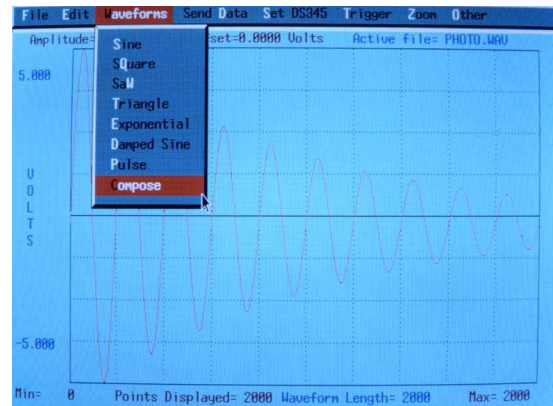 File Edit Waveforms Send Data Set DS345 Trigger Zoom Other
Amplitude= set=0.0000 Volts Active file= PHOTO.WAV
Sine
SQuare
SaW
Triangle
Exponential
Damped Sine
Pulse
Compose
5.000
VOLTS
-5.000
Min= 0 Points Displayed= 2000 Waveform Length= 2000 Max= 2000